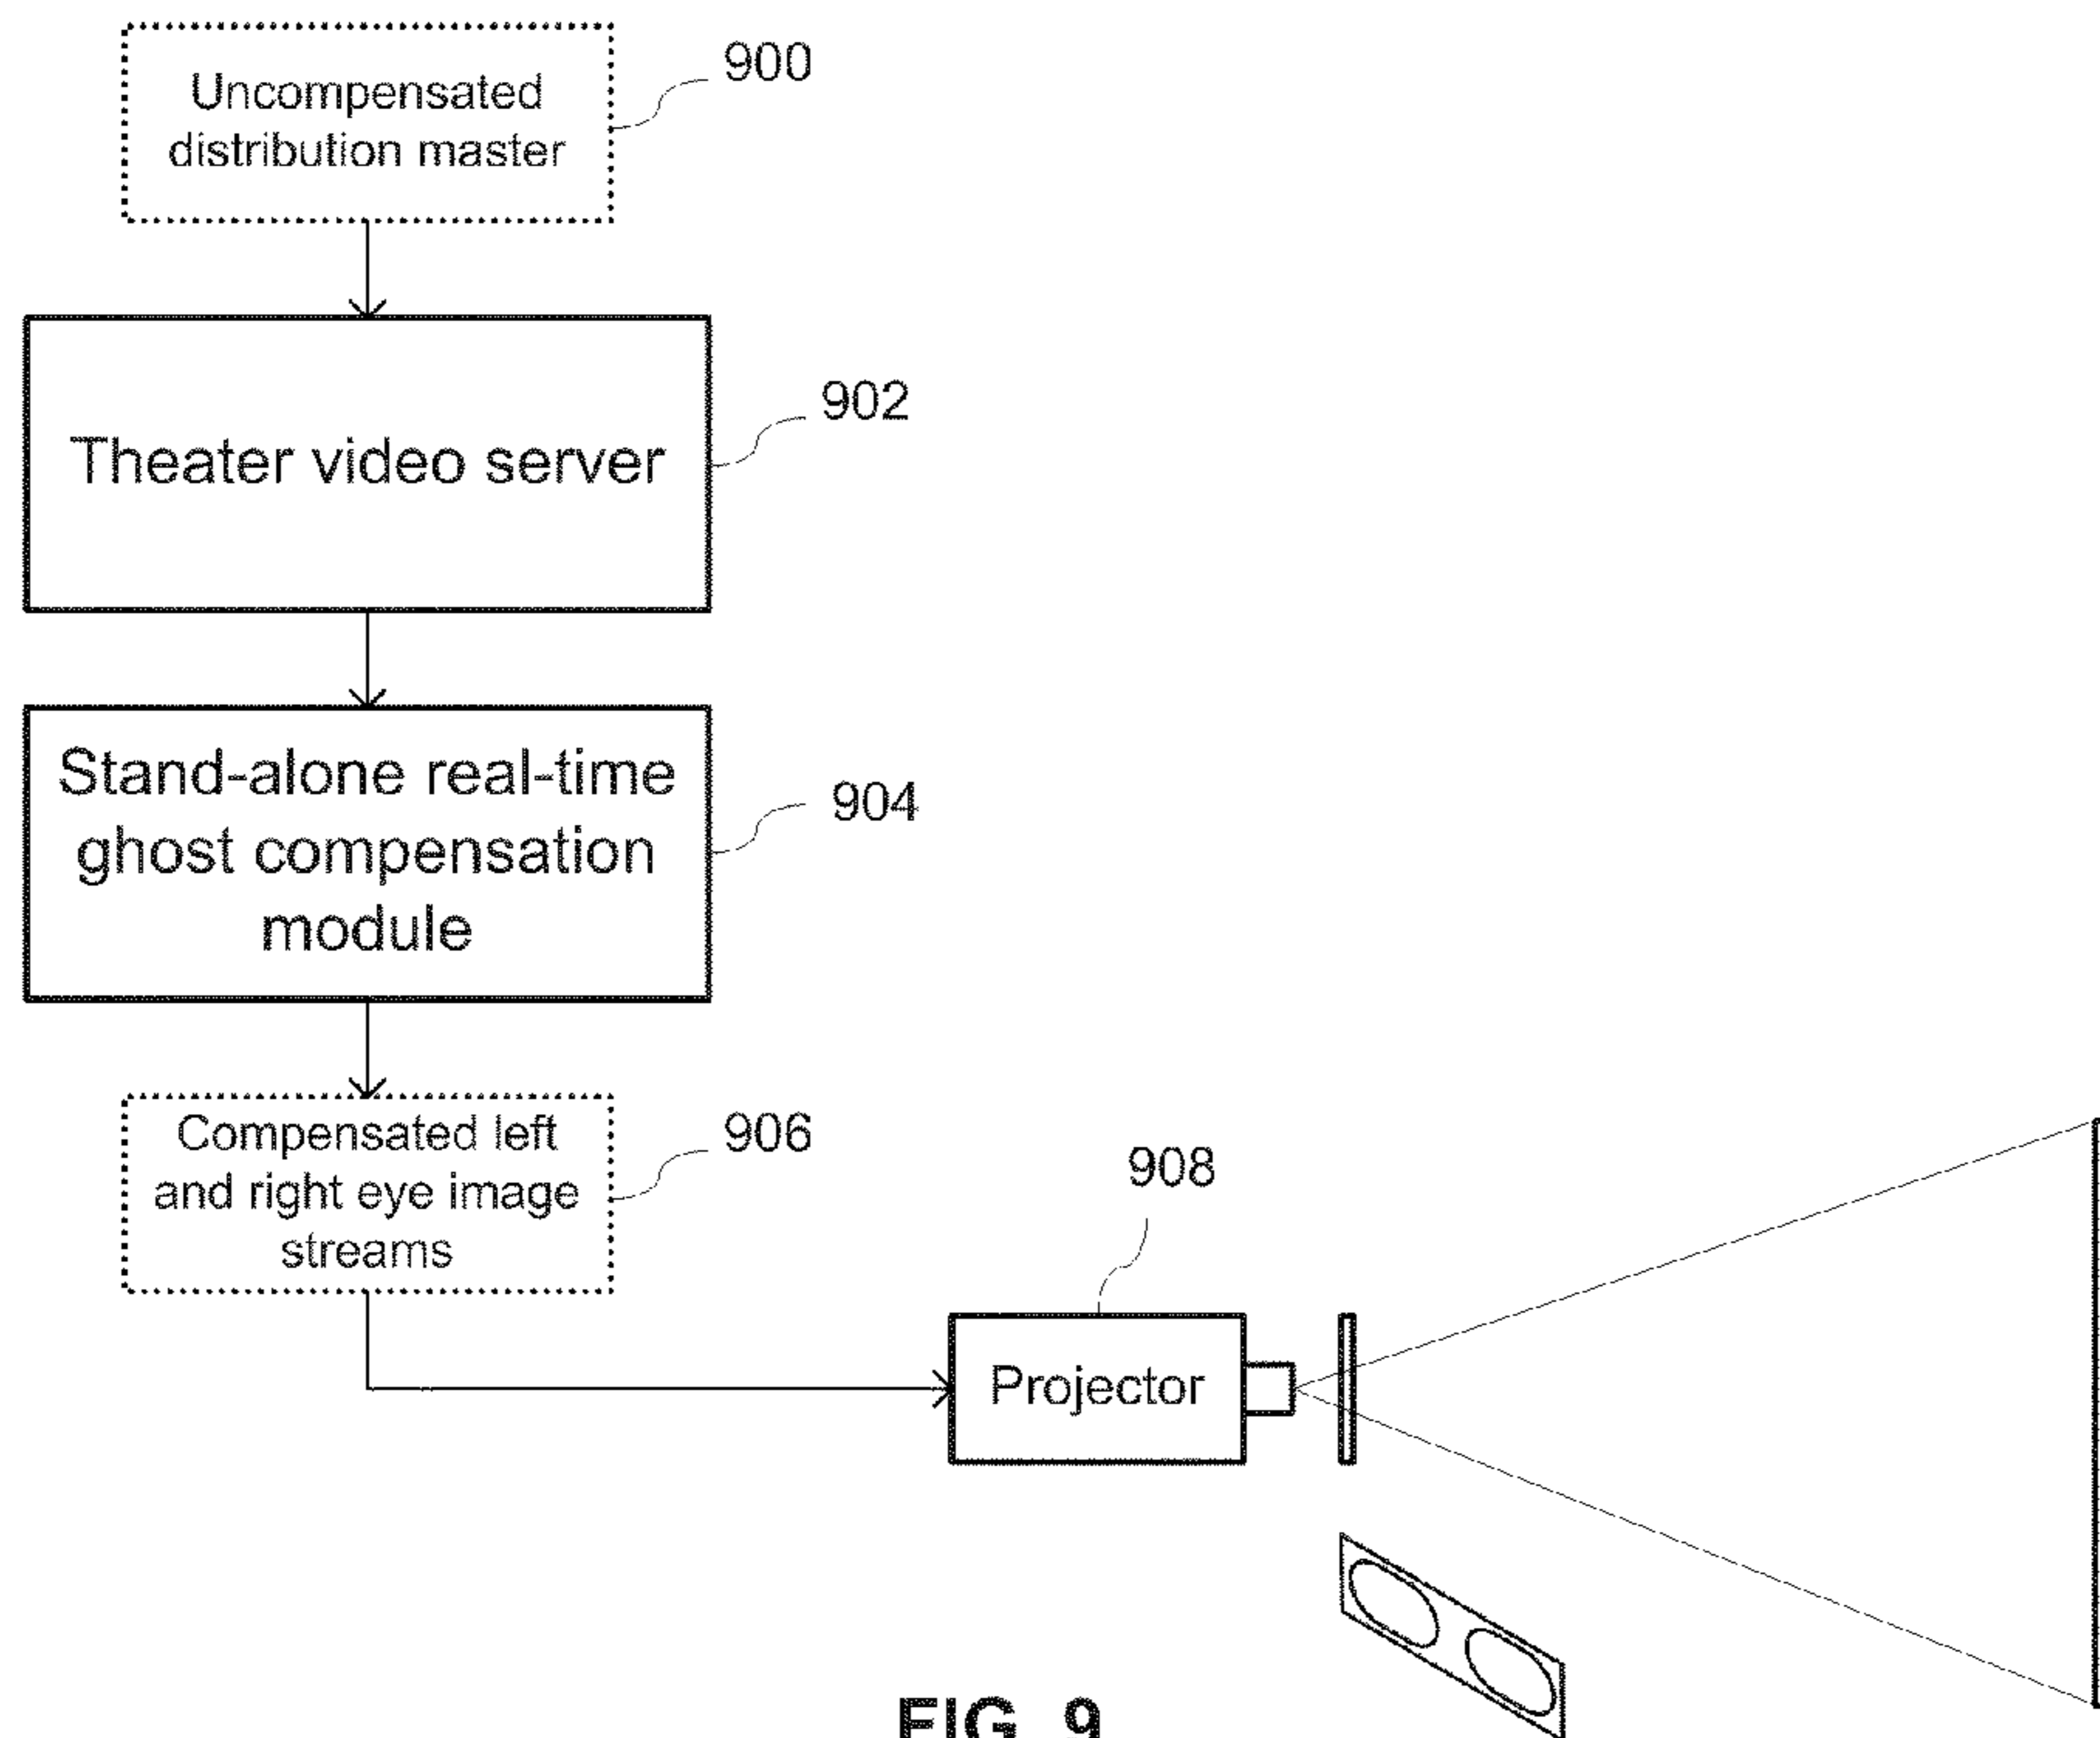 Uncompensated
distribution master
900
Theater video server
902
Stand-alone real-time
ghost compensation
module
904
Compensated left
and right eye image
streams
906
908
Projector
FIG. 9